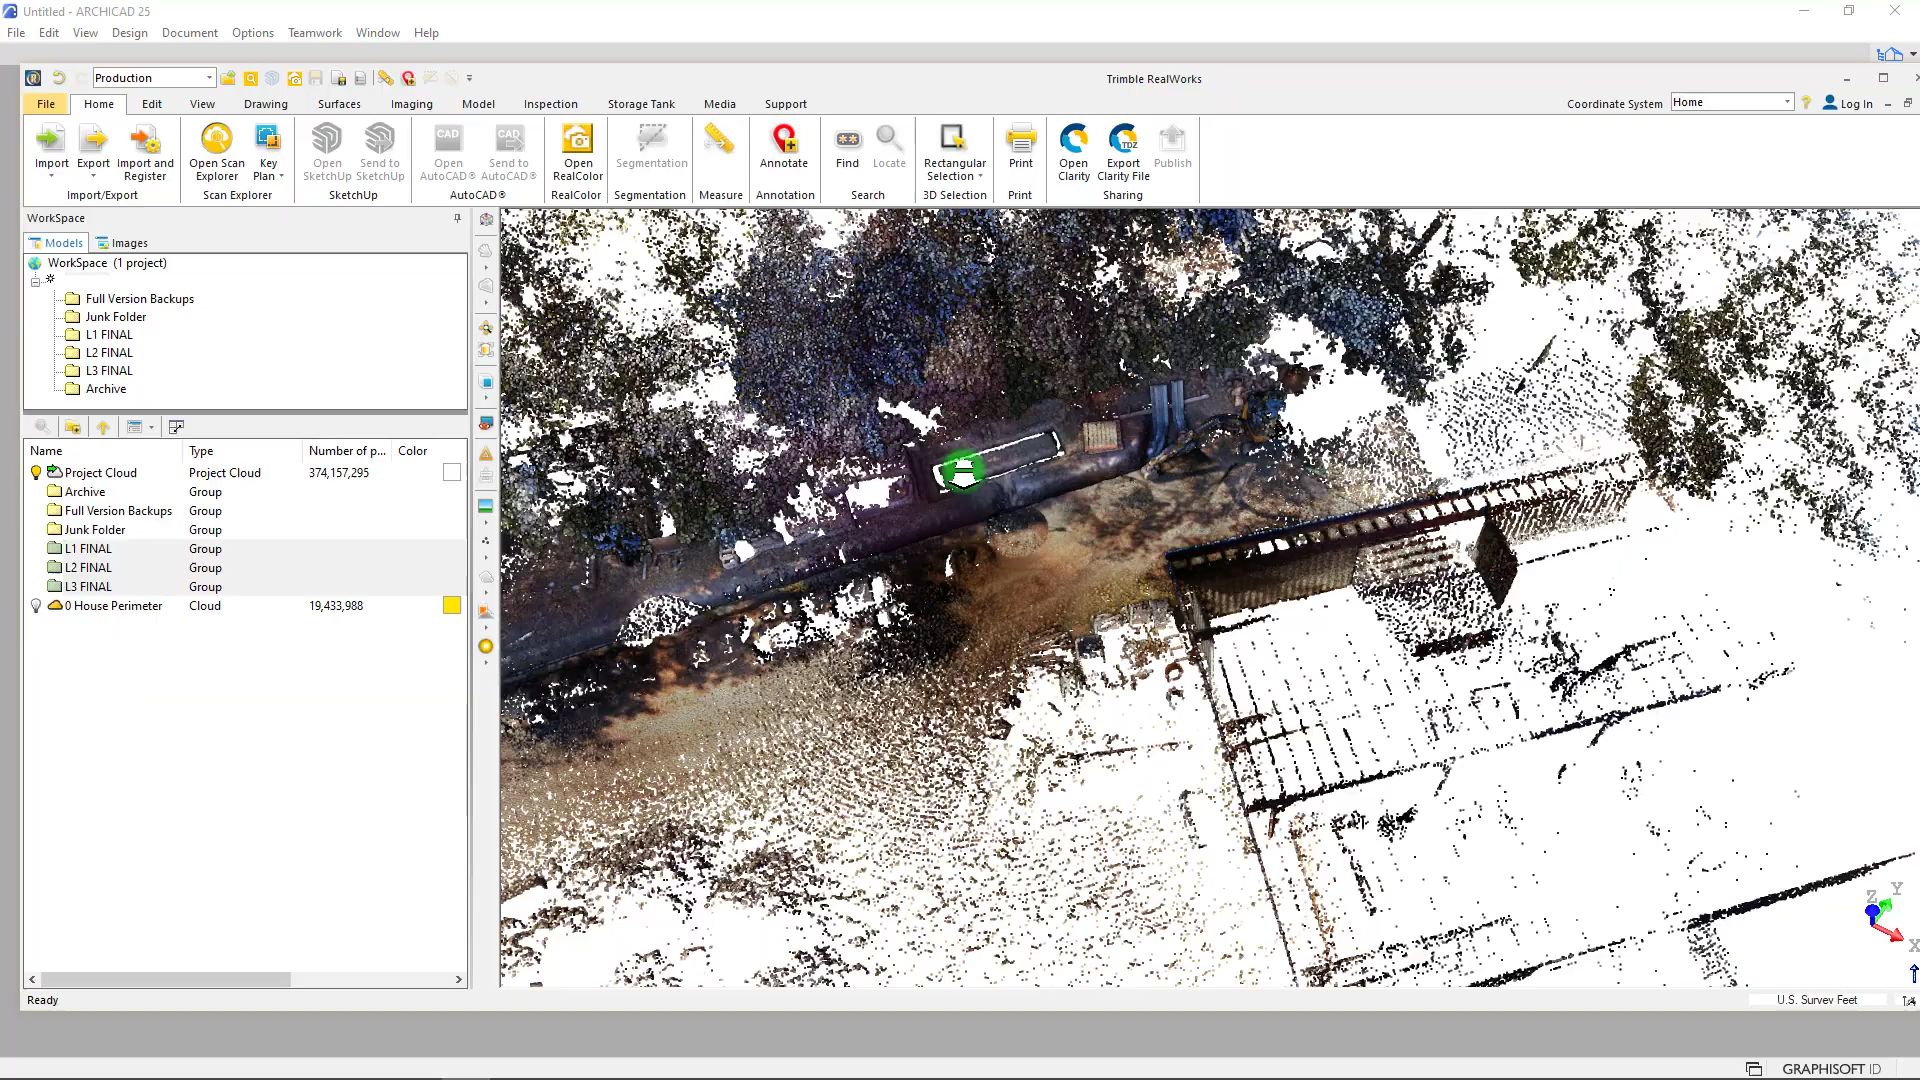 Untitled - ARCHICAD 25
File Edit View Design Document Options Teamwork Window Help
Production
Trimble RealWorks
File Home Edit View Drawing Surfaces Imaging Model Inspection Storage Tank Media Support
Coordinate System Home ? Log In
Import Export Import and Register
Open Scan Explorer Key Plan
Open SketchUp Send to SketchUp
CAD Open AutoCAD® CAD Send to AutoCAD®
Open RealColor
Segmentation
Annotate
Find Locate
Rectangular Selection
Print
Open Clarity TDZ Export Clarity File Publish
Import/Export Scan Explorer SketchUp AutoCAD® RealColor Segmentation Measure Annotation Search 3D Selection Print Sharing
WorkSpace
Models Images
WorkSpace (1 project)
Full Version Backups
Junk Folder
L1 FINAL
L2 FINAL
L3 FINAL
Archive
Name Type Number of p... Color
Project Cloud Project Cloud 374,157,295
Archive Group
Full Version Backups Group
Junk Folder Group
L1 FINAL Group
L2 FINAL Group
L3 FINAL Group
0 House Perimeter Cloud 19,433,988
Z Y
X
Ready
U.S. Survey Feet
GRAPHISOFT ID